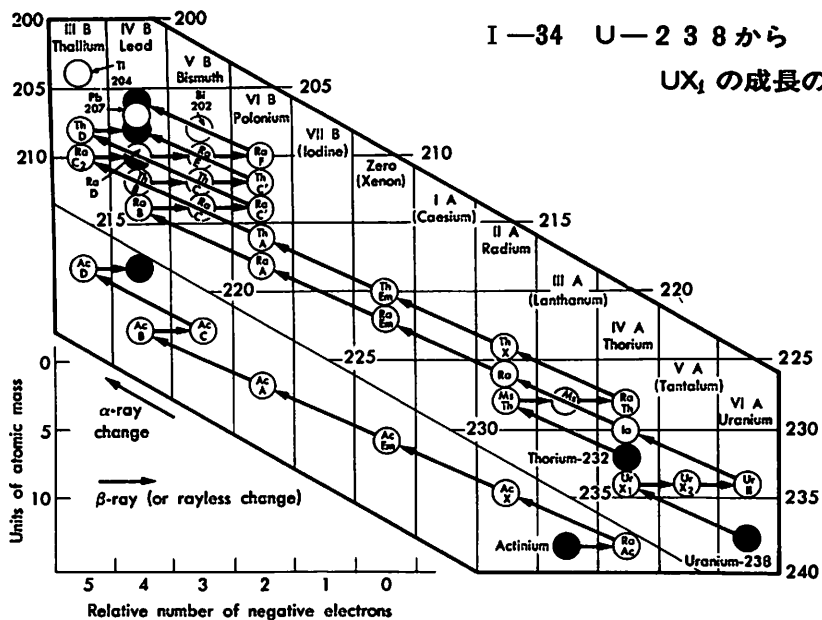 I—34 U—238から
UX₁ の成長の
200
200
205
205
210
210
215
215
220
220
225
225
230
230
235
235
240
III B
Thallium
IV B
Lead
V B
Bismuth
VI B
Polonium
VII B
(Iodine)
Zero
(Xenon)
I A
(Caesium)
II A
Radium
III A
(Lanthanum)
IV A
Thorium
V A
(Tantalum)
VI A
Uranium
Tl
204
Pb
207
Bi
202
Th
D
Ra
C₂
Ra
D
Ra
B
Ra
F
Th
C'
Ra
C'
Th
A
Ra
A
Th
Em
Ra
Em
Th
X
Ra
Ms
Th
Ra
Th
Io
Thorium-232
Ur
X₁
Ur
X₂
Ur
II
Uranium-238
Ac
D
Ac
B
Ac
C
Ac
A
Ac
Em
Ac
X
Actinium
Ra
Ac
Units of atomic mass
0
5
10
α-ray
change
β-ray (or rayless change)
5 4 3 2 1 0
Relative number of negative electrons